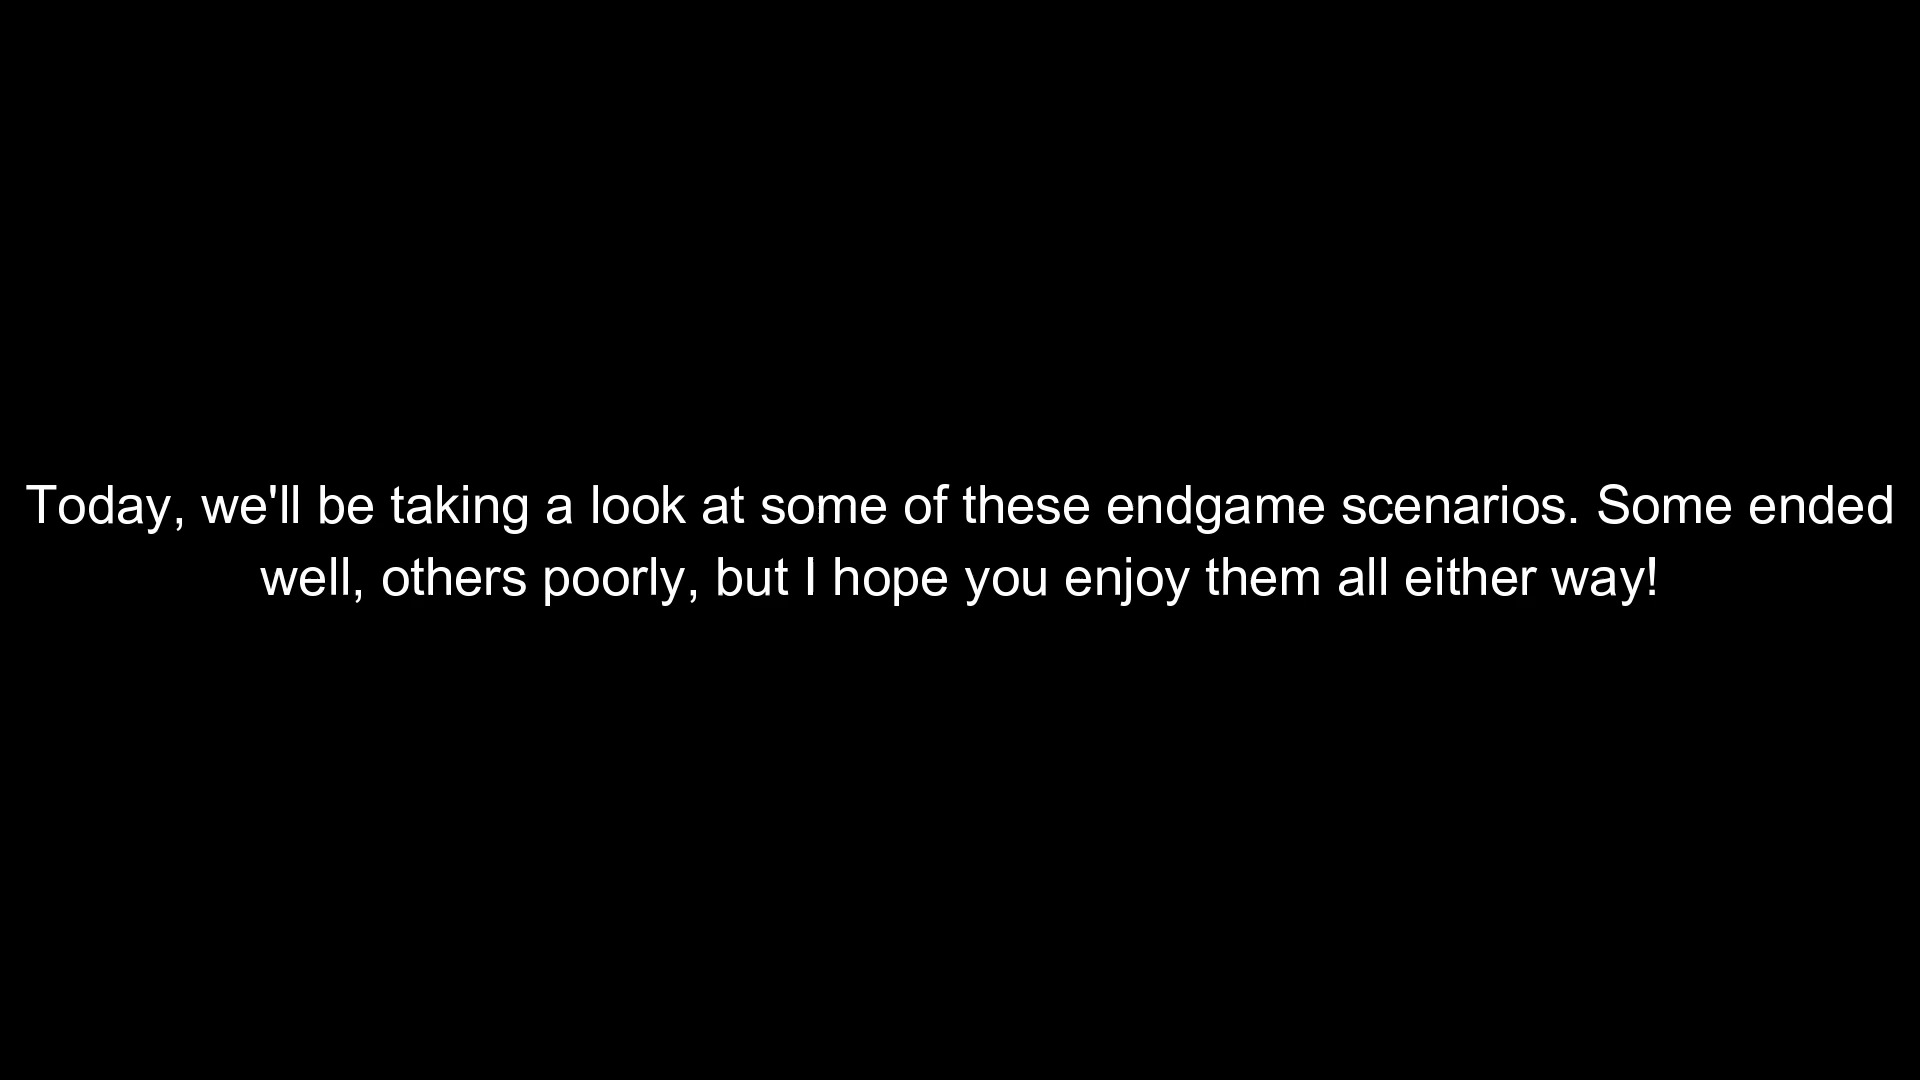 Today, we'll be taking a look at some of these endgame scenarios. Some ended
well, others poorly, but I hope you enjoy them all either way!